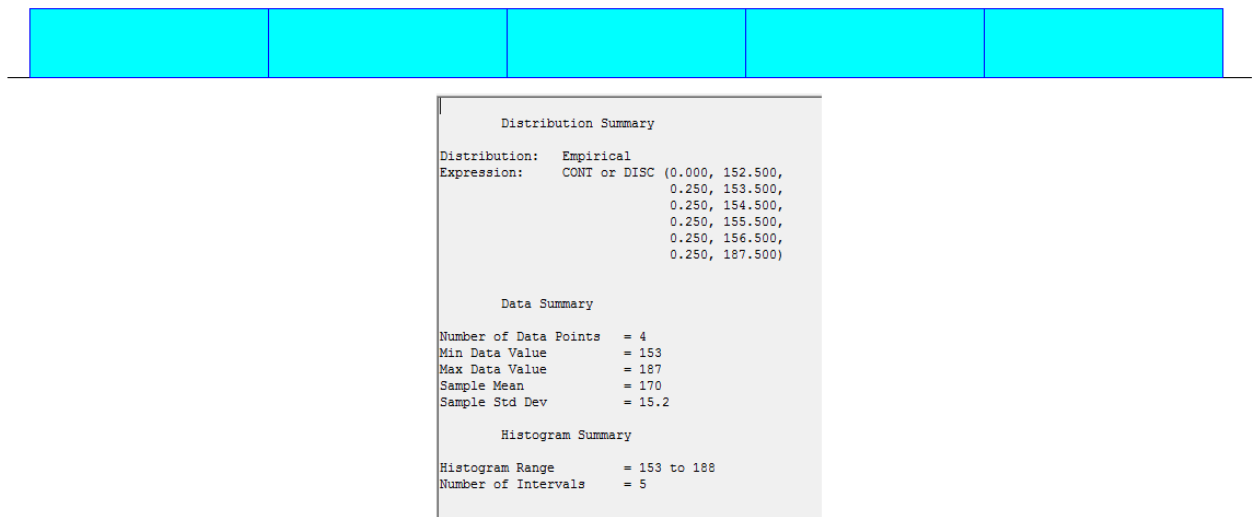 Distribution Summary
Distribution: Empirical
Expression: CONT or DISC (0.000, 152.500,
0.250, 153.500,
0.250, 154.500,
0.250, 155.500,
0.250, 156.500,
0.250, 187.500)
Data Summary
Number of Data Points = 4
Min Data Value = 153
Max Data Value = 187
Sample Mean = 170
Sample Std Dev = 15.2
Histogram Summary
Histogram Range = 153 to 188
Number of Intervals = 5